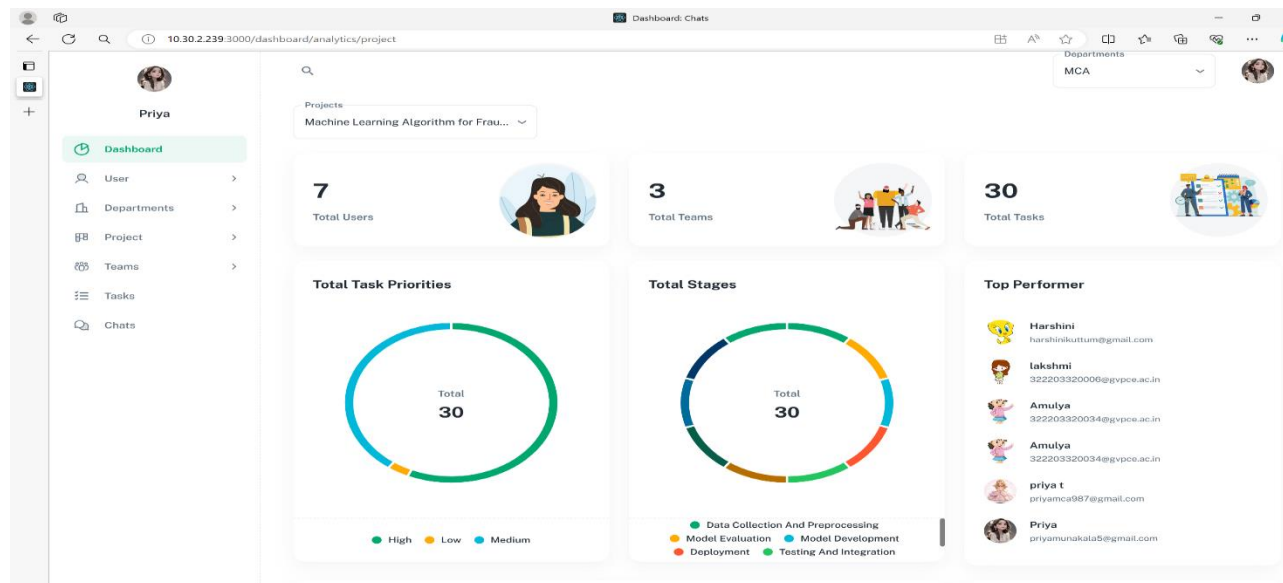 Dashboard: Chats
10.30.2.239:3000/dashboard/analytics/project
Priya
Dashboard
User
Departments
Project
Teams
Tasks
Chats
Departments
MCA
Projects
Machine Learning Algorithm for Frau...
7
Total Users
3
Total Teams
30
Total Tasks
Total Task Priorities
Total
30
High Low Medium
Total Stages
Total
30
Data Collection And Preprocessing
Model Evaluation Model Development
Deployment Testing And Integration
Top Performer
Harshini
harshinikuttum@gmail.com
lakshmi
322203320006@gvpce.ac.in
Amulya
322203320034@gvpce.ac.in
Amulya
322203320034@gvpce.ac.in
priya t
priyamca987@gmail.com
Priya
priyamunakala5@gmail.com